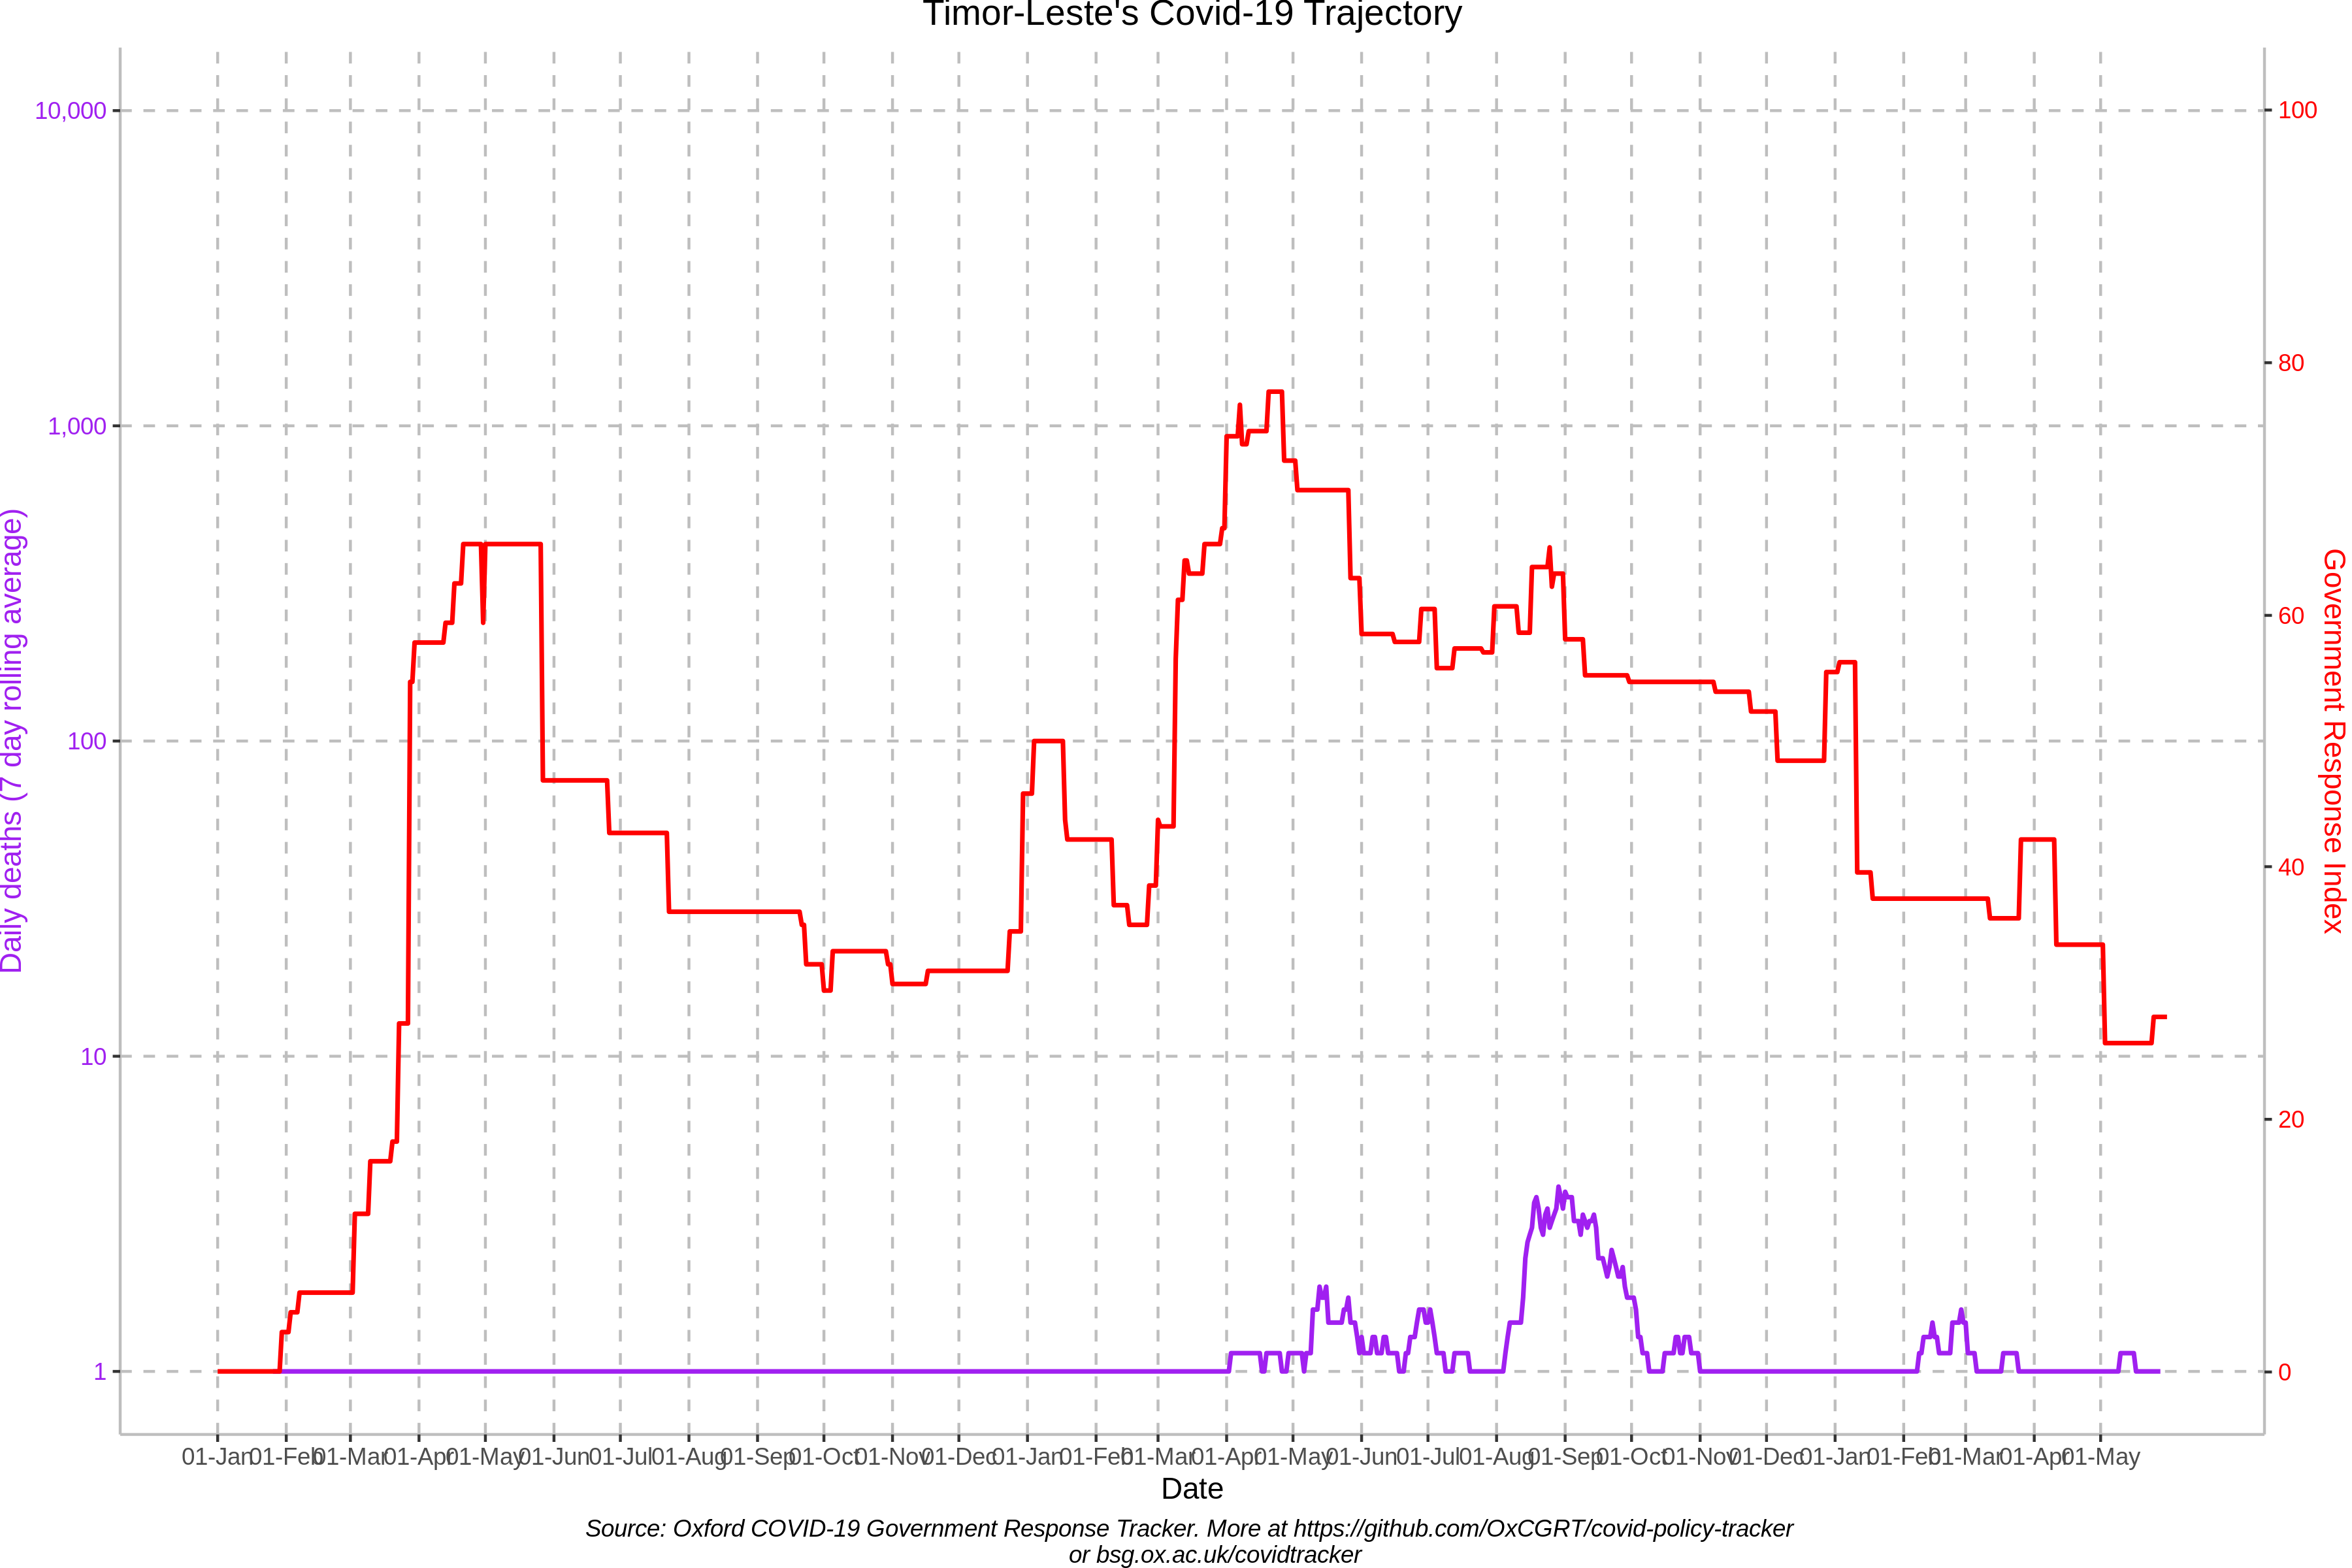 Timor-Leste's Covid-19 Trajectory
10,000
1,000
100
10
1
Daily deaths (7 day rolling average)
100
80
60
40
20
0
Government Response Index
01-Jan 01-Feb 01-Mar 01-Apr 01-May 01-Jun 01-Jul 01-Aug 01-Sep 01-Oct 01-Nov 01-Dec 01-Jan 01-Feb 01-Mar 01-Apr 01-May 01-Jun 01-Jul 01-Aug 01-Sep 01-Oct 01-Nov 01-Dec 01-Jan 01-Feb 01-Mar 01-Apr 01-May
Date
Source: Oxford COVID-19 Government Response Tracker. More at https://github.com/OxCGRT/covid-policy-tracker
or bsg.ox.ac.uk/covidtracker